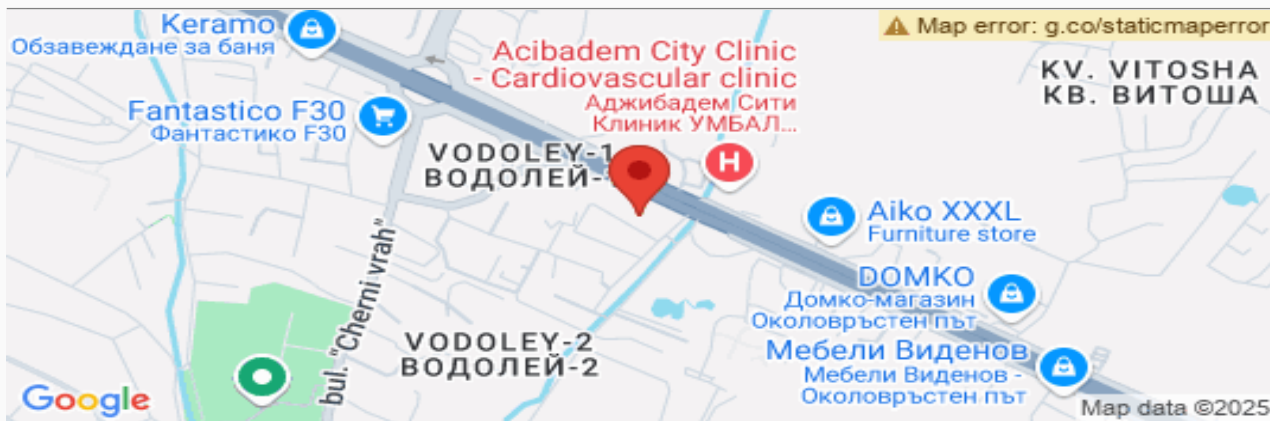 Keramo
Обзавеждане за баня
Map error: g.co/staticmaperror
Acibadem City Clinic
- Cardiovascular clinic
Аджибадем Сити
Клиник УМБАЛ...
KV. VITOSHA
КВ. ВИТОША
Fantastico F30
Фантастико F30
VODOLEY-1
ВОДОЛЕЙ-
H
Aiko XXXL
Furniture store
bul. "Cherni vrah"
DOMKO
Домко-магазин
Околовръстен път
VODOLEY-2
ВОДОЛЕЙ-2
Мебели Виденов
Мебели Виденов -
Околовръстен път
Google
Map data ©2025